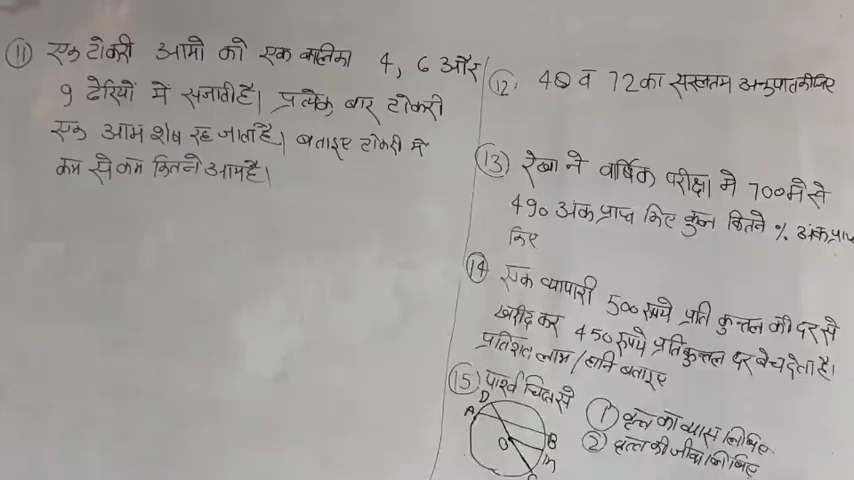 11 एक टोकरी आमो को एक बालिका 4, 6 और
9 ढेरियों में सजाती है। प्रत्येक बार टोकरी
एक आम शेष रह जाता है। बताइए टोकरी मे
कम से कम कितने आम है।
12. 48 व 72 का सरलतम अनुपात कीजिए
13 रेखा ने वार्षिक परीक्षा मे 700 में से
490 अंक प्राप्त किए कुल कितने % अंक प्राप्त
किए
14 एक व्यापारी 500 रूपये प्रति कुन्तल की दर से
खरीद कर 450 रूपये प्रति कुन्तल दर बेच देता है।
प्रतिशत लाभ / हानि बताइए
15 पार्श्व चित्र से
1 वृत्त का व्यास लिखिए
2 वृत्त की जीवा लिखिए
D
A
O
B
m
C